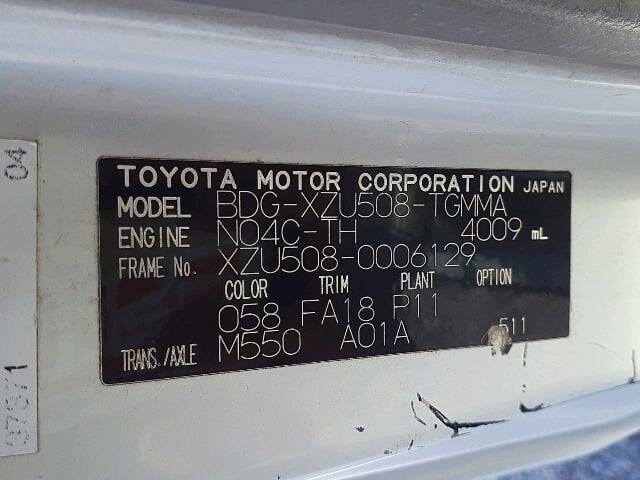 TOYOTA MOTOR CORPORATION JAPAN
MODEL BDG-XZU508-TGMMA
ENGINE N04C-TH 4009 mL
FRAME No. XZU508-0006129
COLOR TRIM PLANT OPTION
058 FA18 P11
TRANS./AXLE M550 A01A 511
04